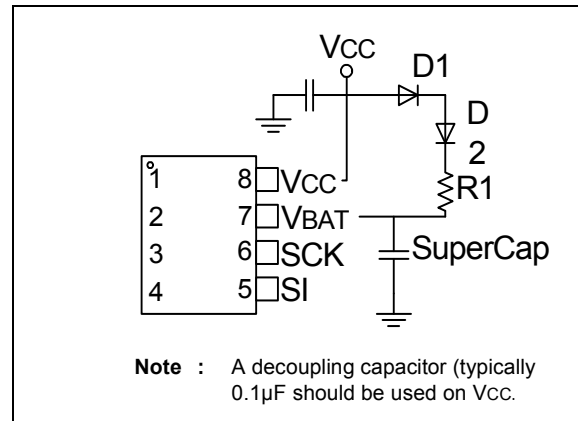 VCC
D1
D
2
R1
1 8 VCC
2 7 VBAT
3 6 SCK
4 5 SI
SuperCap
Note : A decoupling capacitor (typically
0.1µF should be used on VCC.